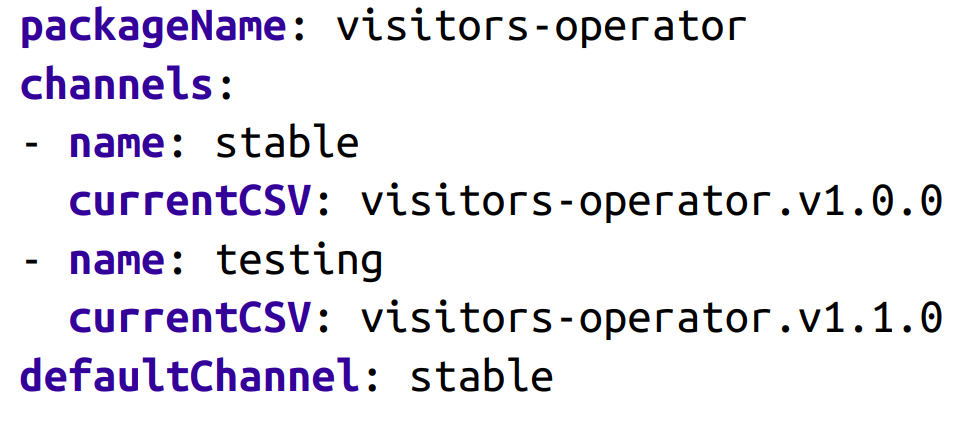 packageName: visitors-operator
channels:
- name: stable
  currentCSV: visitors-operator.v1.0.0
- name: testing
  currentCSV: visitors-operator.v1.1.0
defaultChannel: stable